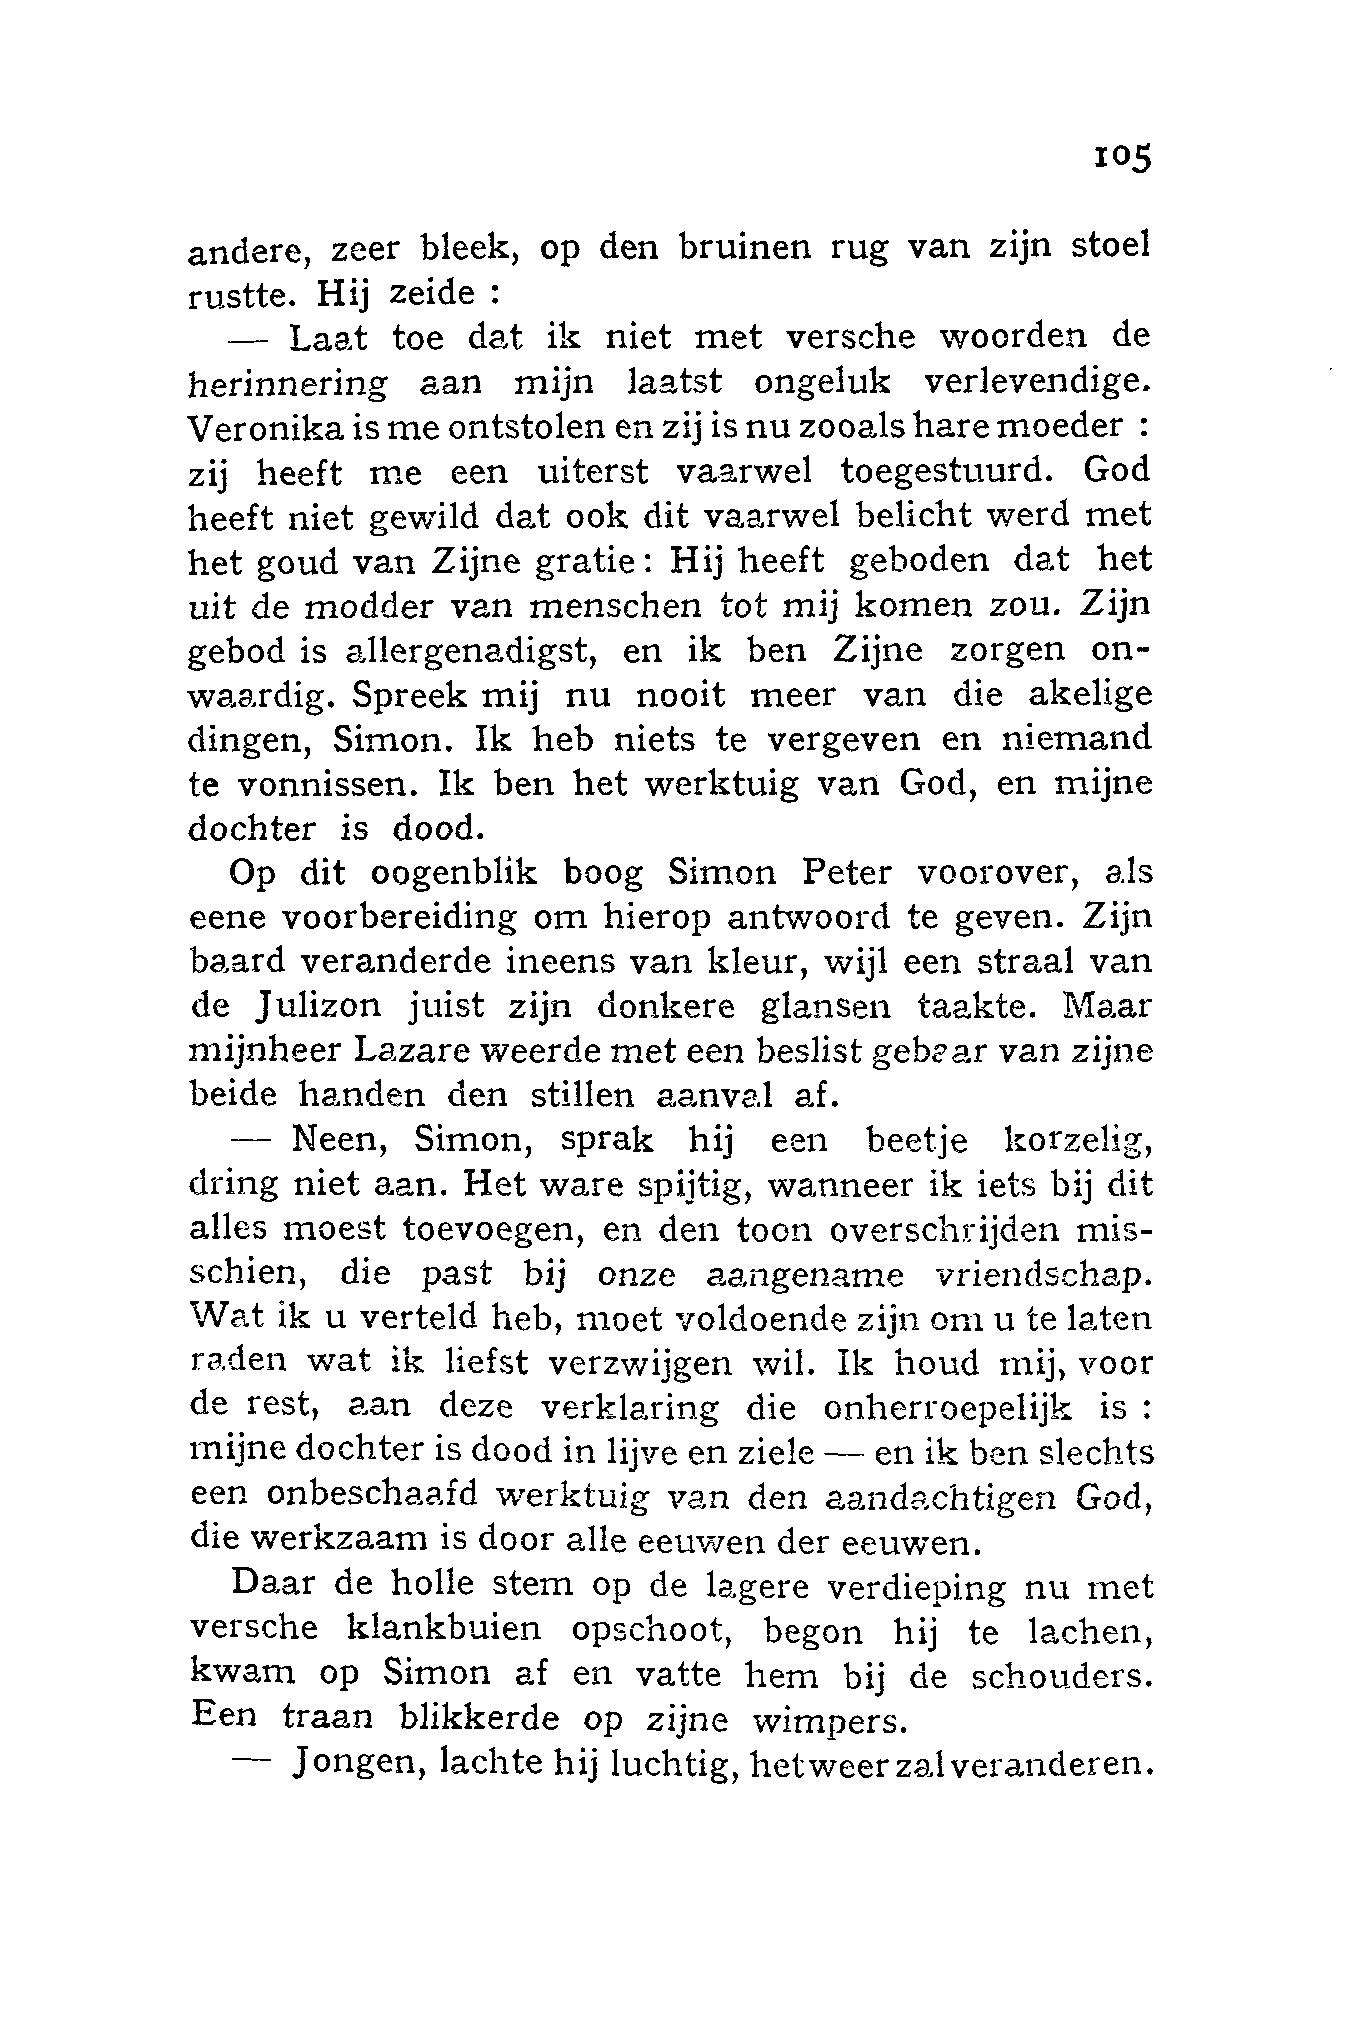 105
andere, zeer bleek, op den bruinen rug van zijn stoel
rustte. Hij zeide :
— Laat toe dat ik niet met versche woorden de
herinnering aan mijn laatst ongeluk verlevendige.
Veronika is me ontstolen en zij is nu zooals hare moeder :
zij heeft me een uiterst vaarwel toegestuurd. God
heeft niet gewild dat ook dit vaarwel belicht werd met
het goud van Zijne gratie : Hij heeft geboden dat het
uit de modder van menschen tot mij komen zou. Zijn
gebod is allergenadigst, en ik ben Zijne zorgen on-
waardig. Spreek mij nu nooit meer van die akelige
dingen, Simon. Ik heb niets te vergeven en niemand
te vonnissen. Ik ben het werktuig van God, en mijne
dochter is dood.
Op dit oogenblik boog Simon Peter voorover, als
eene voorbereiding om hierop antwoord te geven. Zijn
baard veranderde ineens van kleur, wijl een straal van
de Julizon juist zijn donkere glansen taakte. Maar
mijnheer Lazare weerde met een beslist gebaar van zijne
beide handen den stillen aanval af.
— Neen, Simon, sprak hij een beetje korzelig,
dring niet aan. Het ware spijtig, wanneer ik iets bij dit
alles moest toevoegen, en den toon overschrijden mis-
schien, die past bij onze aangename vriendschap.
Wat ik u verteld heb, moet voldoende zijn om u te laten
raden wat ik liefst verzwijgen wil. Ik houd mij, voor
de rest, aan deze verklaring die onherroepelijk is :
mijne dochter is dood in lijve en ziele — en ik ben slechts
een onbeschaafd werktuig van den aandachtigen God,
die werkzaam is door alle eeuwen der eeuwen.
Daar de holle stem op de lagere verdieping nu met
versche klankbuien opschoot, begon hij te lachen,
kwam op Simon af en vatte hem bij de schouders.
Een traan blikkerde op zijne wimpers.
— Jongen, lachte hij luchtig, het weer zal veranderen.